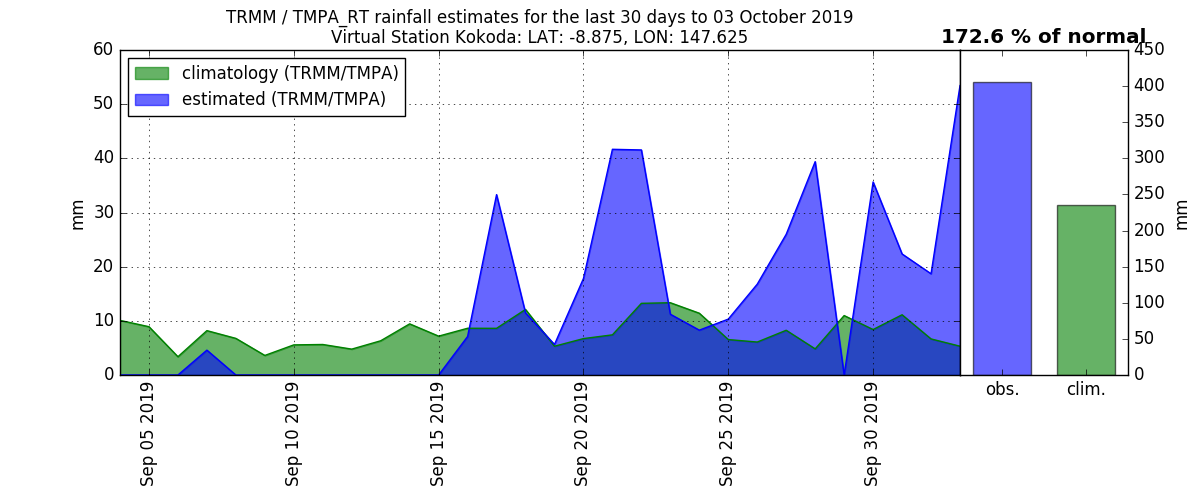 TRMM / TMPA_RT rainfall estimates for the last 30 days to 03 October 2019
Virtual Station Kokoda: LAT: -8.875, LON: 147.625
172.6 % of normal
climatology (TRMM/TMPA)
estimated (TRMM/TMPA)
60
50
40
30
20
10
0
mm
Sep 05 2019
Sep 10 2019
Sep 15 2019
Sep 20 2019
Sep 25 2019
Sep 30 2019
obs.
clim.
450
400
350
300
250
200
150
100
50
0
mm